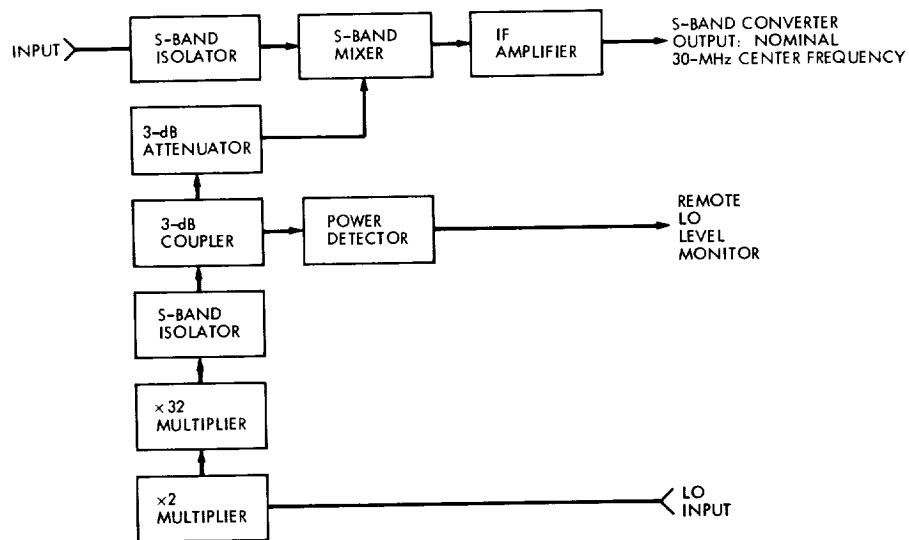 INPUT
S-BAND
ISOLATOR
S-BAND
MIXER
IF
AMPLIFIER
S-BAND CONVERTER
OUTPUT: NOMINAL
30-MHz CENTER FREQUENCY
3-dB
ATTENUATOR
3-dB
COUPLER
POWER
DETECTOR
REMOTE
LO
LEVEL
MONITOR
S-BAND
ISOLATOR
×32
MULTIPLIER
×2
MULTIPLIER
LO
INPUT